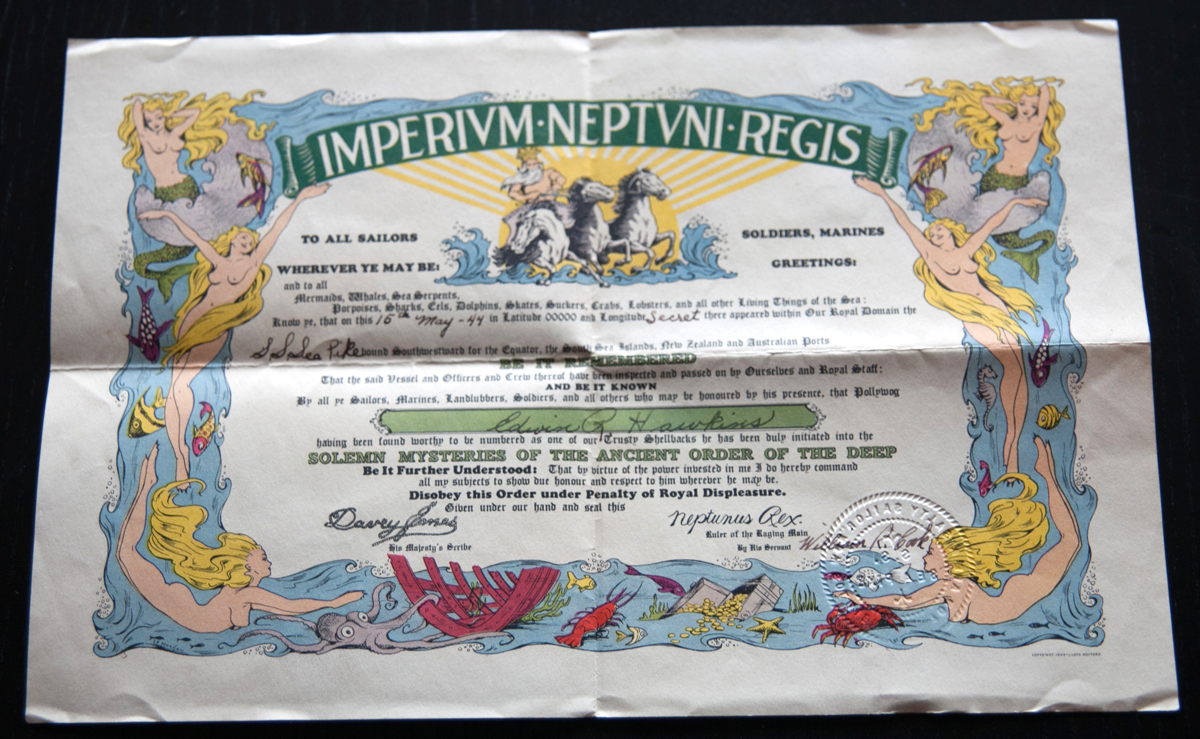 IMPERIVM·NEPTVNI·REGIS
TO ALL SAILORS SOLDIERS, MARINES
WHEREVER YE MAY BE: GREETINGS:
and to all
Mermaids, Whales, Sea Serpents,
Porpoises, Sharks, Eels, Dolphins, Skates, Suckers, Crabs, Lobsters, and all other Living Things of the Sea:
Know ye, that on this 15th May-44 in Latitude 00000 and Longitude Secret there appeared within Our Royal Domain the
S S Sea Pike bound Southwestward for the Equator, the South Sea Islands, New Zealand and Australian Ports
BE IT REMEMBERED
That the said Vessel and Officers and Crew thereof have been inspected and passed on by Ourselves and Royal Staff:
AND BE IT KNOWN
By all ye Sailors, Marines, Landlubbers, Soldiers, and all others who may be honoured by his presence, that Pollywog
Edwin R Hawkins
having been found worthy to be numbered as one of our Trusty Shellbacks he has been duly initiated into the
SOLEMN MYSTERIES OF THE ANCIENT ORDER OF THE DEEP
Be It Further Understood: That by virtue of the power invested in me I do hereby command
all my subjects to show due honour and respect to him wherever he may be.
Disobey this Order under Penalty of Royal Displeasure.
Given under our hand and seal this
Davey Jones Neptunus Rex.
His Majesty's Scribe Ruler of the Raging Main
By His Servant William R. Cook